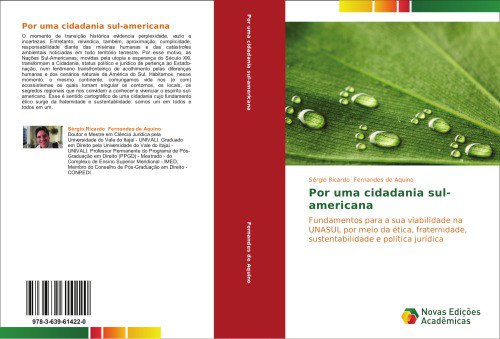 Por uma cidadania sul-americana
O momento de transição histórica evidencia perplexidade, vazio e
incertezas. Entretanto, reivindica, também, aproximação, cumplicidade,
responsabilidade diante das misérias humanas e das catástrofes
ambientais noticiadas em todo território terrestre. Por esse motivo, as
Nações Sul-Americanas, movidas pela utopia e esperança do Século XXI,
transformam a Cidadania, status político e jurídico de pertença ao Estado-
nação, num fenômeno transfronteiriço de acolhimento pelas diferenças
humanas e dos cenários naturais da América do Sul. Habitamos, nesse
momento, o mesmo continente, comungamos vida no (e com)
ecossistemas os quais tornam singular os contornos, os locais, os
segredos regionais que nos convidam a conhecer e vivenciar o espírito sul-
americano. Esse é sentido cartográfico de uma cidadania cujo fundamento
ético surge da fraternidade e sustentabilidade: somos um em todos e
todos em um.
Sérgio Ricardo Fernandes de Aquino
Doutor e Mestre em Ciência Jurídica pela
Universidade do Vale do Itajaí - UNIVALI. Graduado
em Direito pela Universidade do Vale do Itajaí -
UNIVALI. Professor Permanente do Programa de Pós-
Graduação em Direito (PPGD) - Mestrado - do
Complexo de Ensino Superior Meridional - IMED.
Membro do Conselho de Pós-Graduação em Direito -
CONPEDI.
978-3-639-61422-0
Por uma cidadania sul-americana
Fernandes de Aquino
Sérgio Ricardo Fernandes de Aquino
Por uma cidadania sul-
americana
Fundamentos para a sua viabilidade na
UNASUL por meio da ética, fraternidade,
sustentabilidade e política jurídica
Novas Edições
Acadêmicas